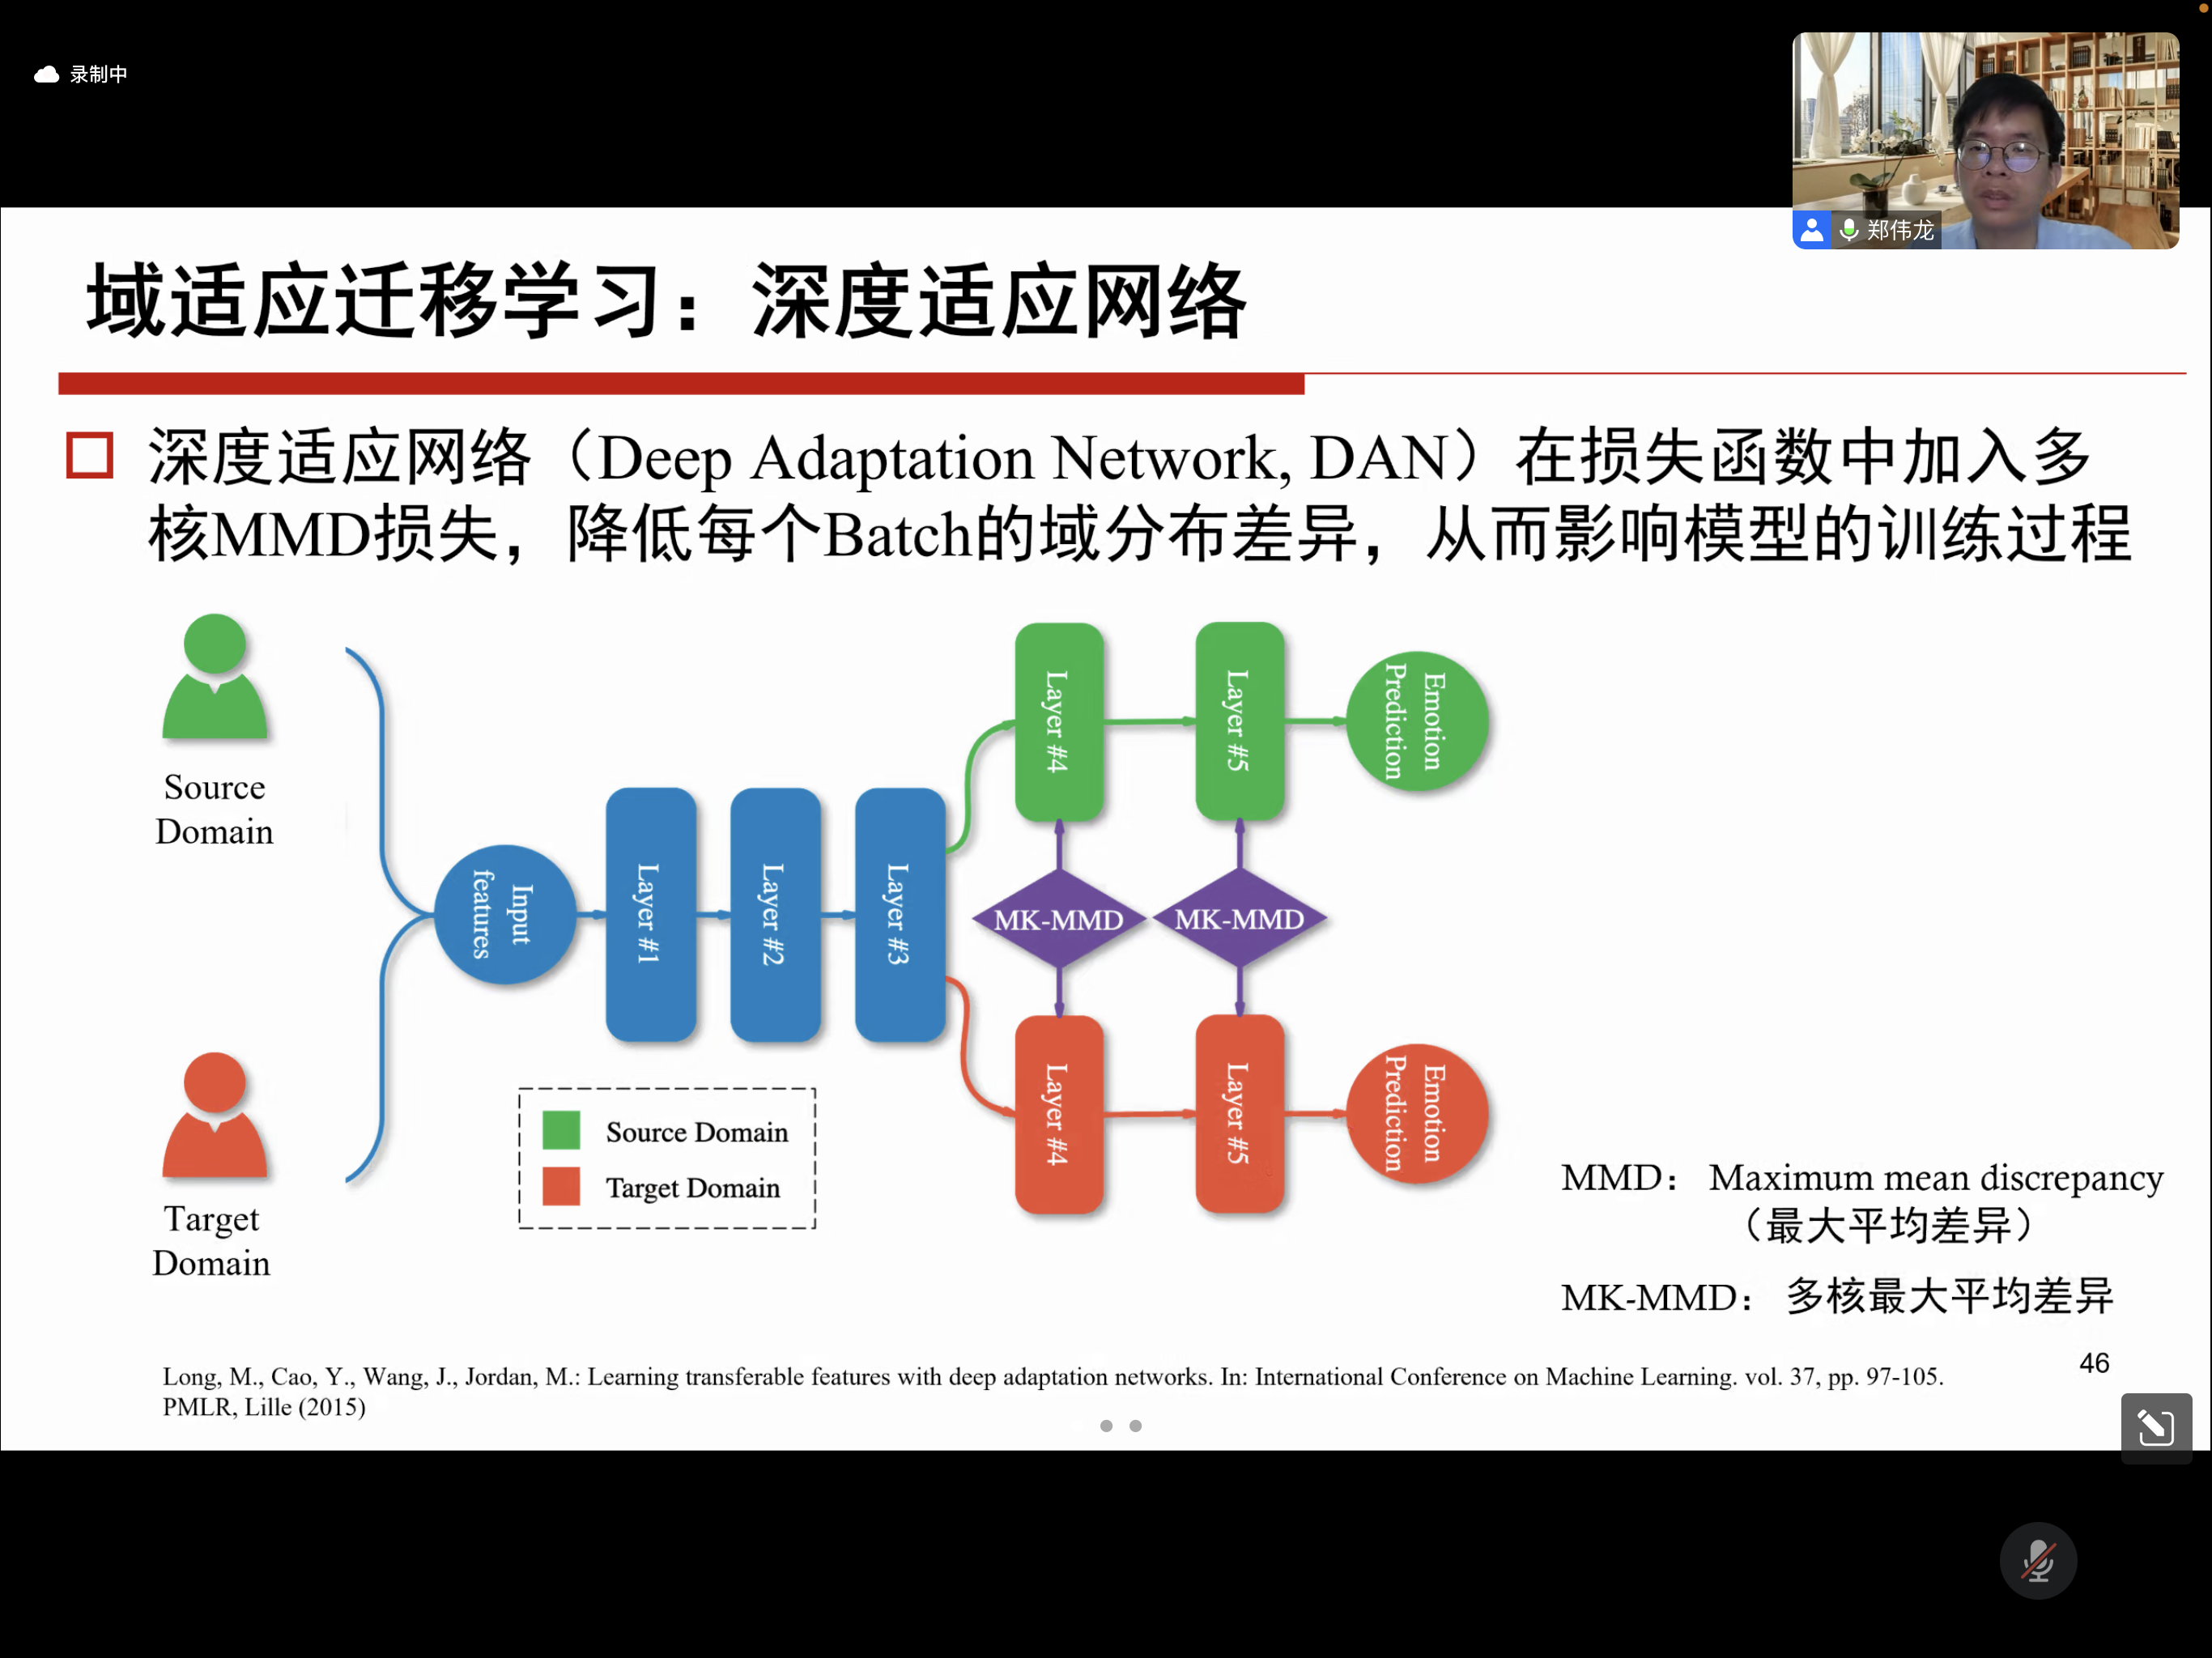 录制中
郑伟龙
域适应迁移学习：深度适应网络
深度适应网络（Deep Adaptation Network, DAN）在损失函数中加入多
核MMD损失，降低每个Batch的域分布差异，从而影响模型的训练过程
Source
Domain
Target
Domain
Input
features
Layer #1
Layer #2
Layer #3
Layer #4
Layer #5
Emotion
Prediction
MK-MMD
MK-MMD
Layer #4
Layer #5
Emotion
Prediction
Source Domain
Target Domain
MMD： Maximum mean discrepancy
（最大平均差异）
MK-MMD： 多核最大平均差异
Long, M., Cao, Y., Wang, J., Jordan, M.: Learning transferable features with deep adaptation networks. In: International Conference on Machine Learning. vol. 37, pp. 97-105.
PMLR, Lille (2015)
46